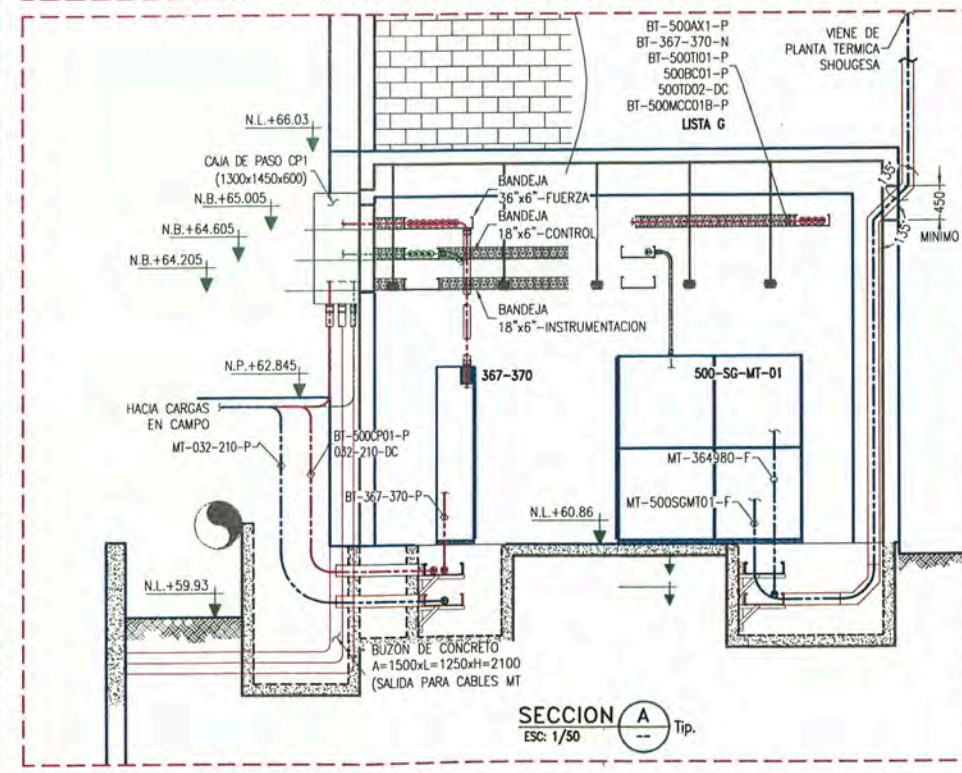 BT-500AX1-P
BT-367-370-N
BT-500TI01-P
500BC01-P
500TD02-DC
BT-500MCC01B-P
LISTA G
VIENE DE
PLANTA TERMICA
SHOUGESA
N.L.+66.03
CAJA DE PASO CP1
(1300x1450x600)
N.B.+65.005
N.B.+64.605
N.B.+64.205
BANDEJA
36"x6"-FUERZA
BANDEJA
18"x6"-CONTROL
BANDEJA
18"x6"-INSTRUMENTACION
135°
450
135°
MINIMO
N.P.+62.845
367-370
500-SG-MT-01
HACIA CARGAS
EN CAMPO
MT-032-210-P
BT-500CP01-P
032-210-DC
BT-367-370-P
MT-364980-F
MT-500SGMT01-F
N.L.+60.86
N.L.+59.93
BUZON DE CONCRETO
A=1500xL=1250xH=2100
(SALIDA PARA CABLES MT
SECCION A Tip.
ESC: 1/50 --